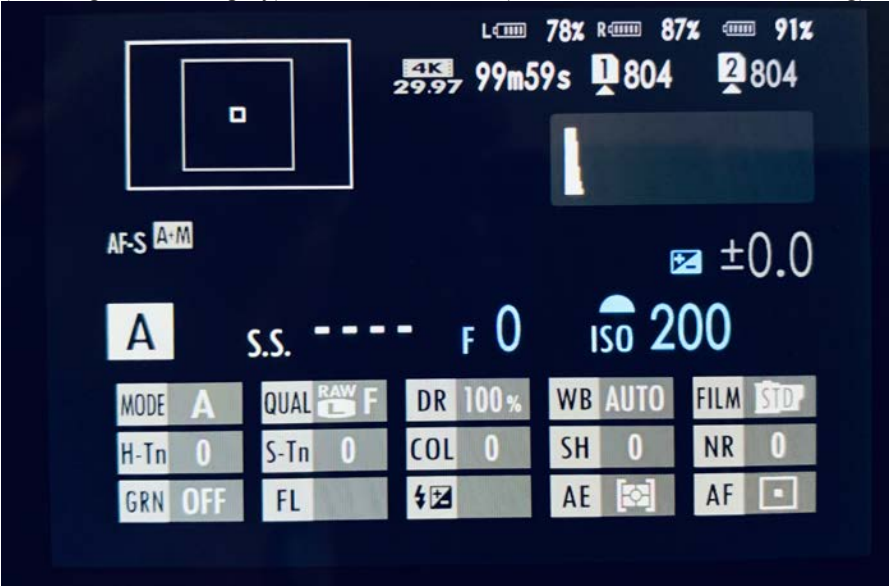 L 78% R 87% 91%
4K 29.97 99m59s 1 804 2 804
AF-S A+M
±0.0
A S.S. ---- F 0 ISO 200
MODE A QUAL RAW L F DR 100% WB AUTO FILM STD
H-Tn 0 S-Tn 0 COL 0 SH 0 NR 0
GRN OFF FL AE AF